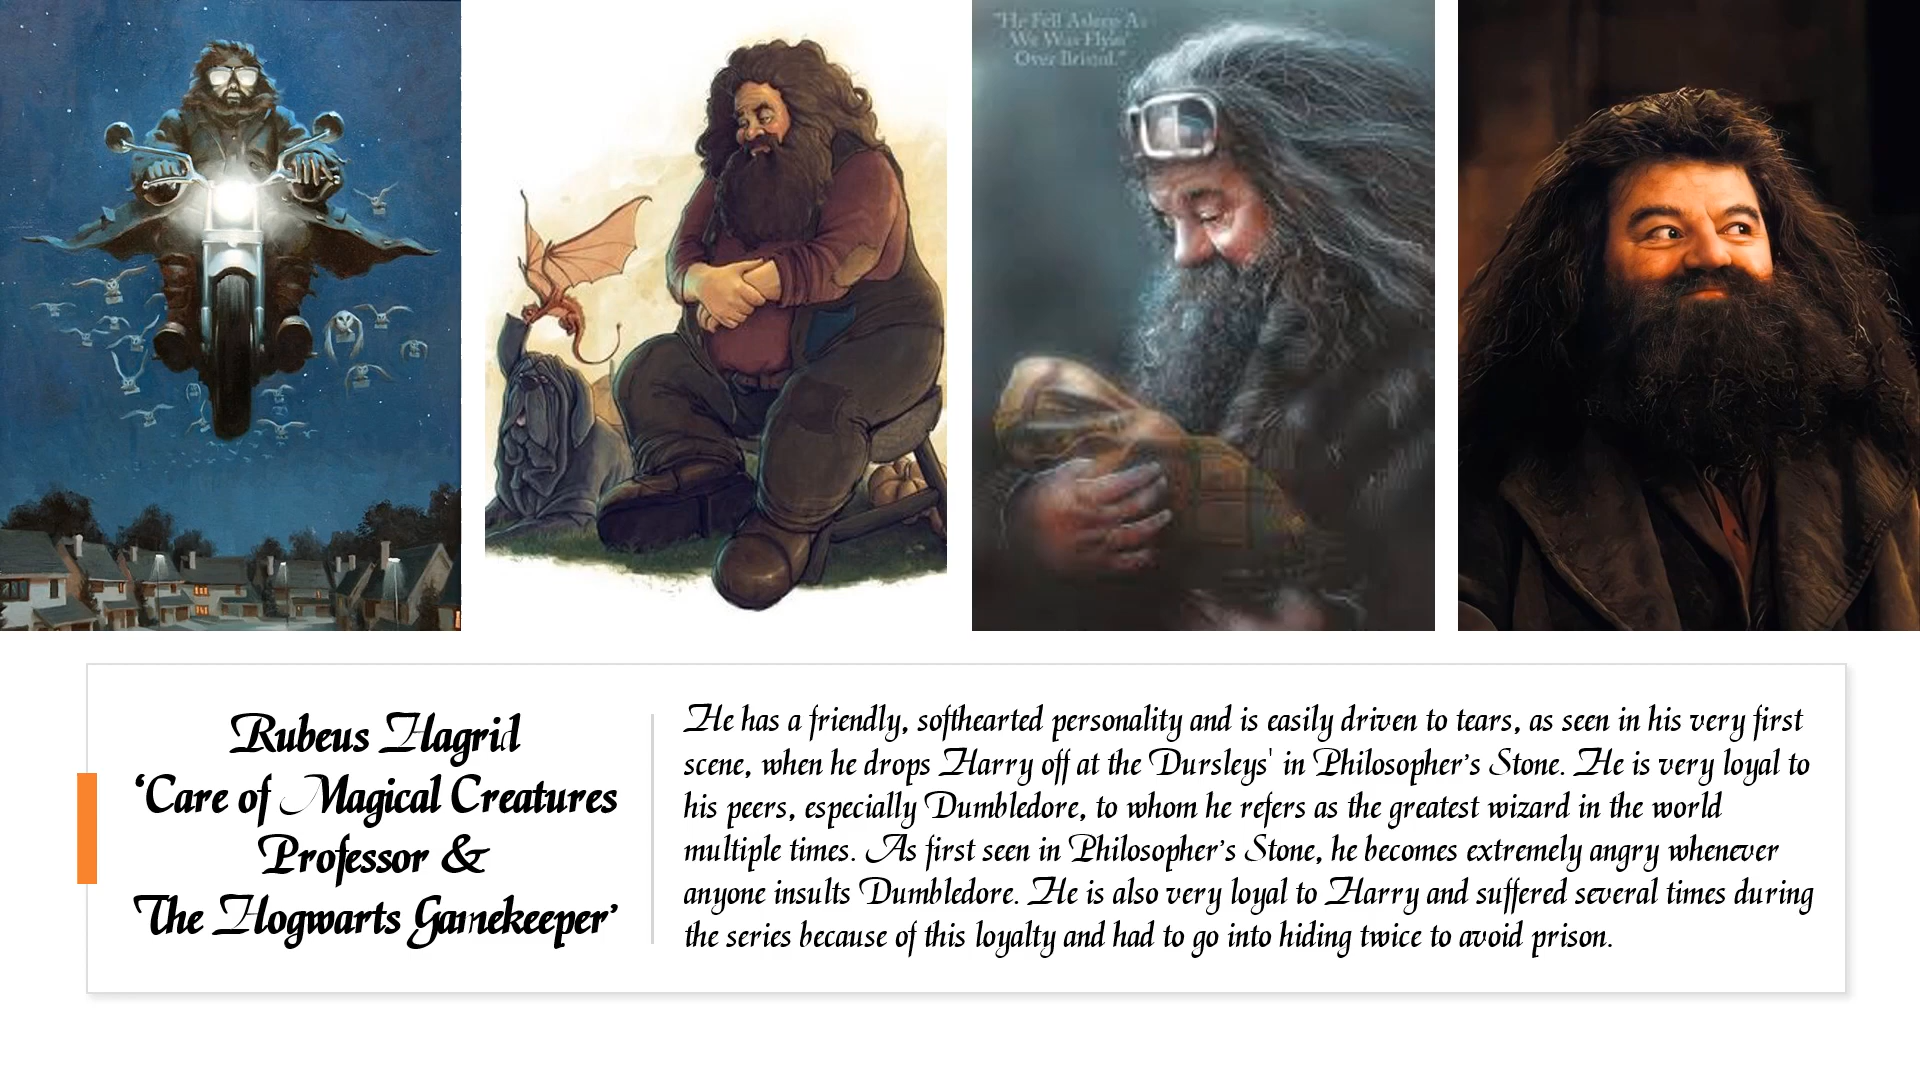 "He Fell Asleep As
We Was Flyin'
Over Bristol."
Rubeus Hagrid
‘Care of Magical Creatures
Professor &
The Hogwarts Gamekeeper’
He has a friendly, softhearted personality and is easily driven to tears, as seen in his very first
scene, when he drops Harry off at the Dursleys' in Philosopher’s Stone. He is very loyal to
his peers, especially Dumbledore, to whom he refers as the greatest wizard in the world
multiple times. As first seen in Philosopher’s Stone, he becomes extremely angry whenever
anyone insults Dumbledore. He is also very loyal to Harry and suffered several times during
the series because of this loyalty and had to go into hiding twice to avoid prison.